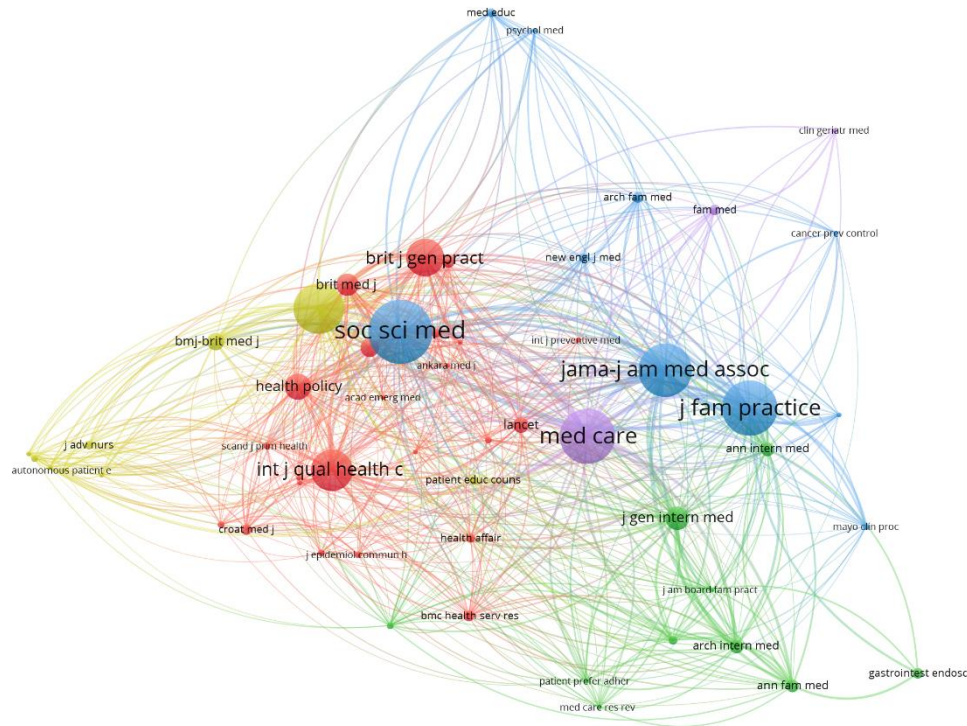 med educ
psychol med
clin geriatr med
arch fam med
fam med
cancer prev control
brit j gen pract
new engl j med
brit med j
soc sci med
bmj-brit med j
int j preventive med
ankara med j
jama-j am med assoc
health policy
acad emerg med
j fam practice
lancet
med care
j adv nurs
scand j prim health
ann intern med
autonomous patient e
int j qual health c
patient educ couns
j gen intern med
croat med j
mayo clin proc
health affair
j epidemiol commun h
j am board fam pract
bmc health serv res
arch intern med
gastrointest endosc
patient prefer adher
ann fam med
med care res rev